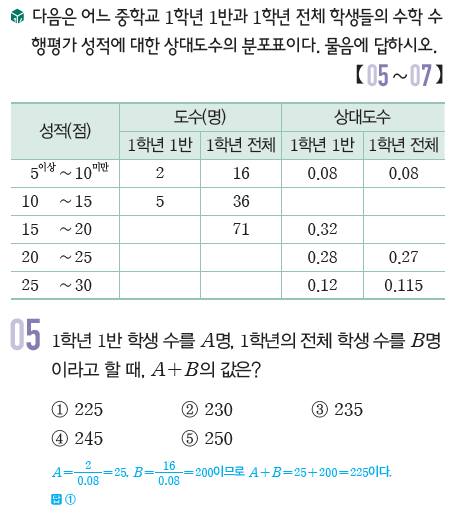 다음은 어느 중학교 1학년 1반과 1학년 전체 학생들의 수학 수
행평가 성적에 대한 상대도수의 분포표이다. 물음에 답하시오.
【05~07】
성적(점) 도수(명) 상대도수
1학년 1반 1학년 전체 1학년 1반 1학년 전체
5이상 ~ 10미만 2 16 0.08 0.08
10 ~ 15 5 36
15 ~ 20 71 0.32
20 ~ 25 0.28 0.27
25 ~ 30 0.12 0.115
05 1학년 1반 학생 수를 A명, 1학년의 전체 학생 수를 B명
이라고 할 때, A+B의 값은?
① 225 ② 230 ③ 235
④ 245 ⑤ 250
A=2/0.08=25, B=16/0.08=200이므로 A+B=25+200=225이다.
답 ①